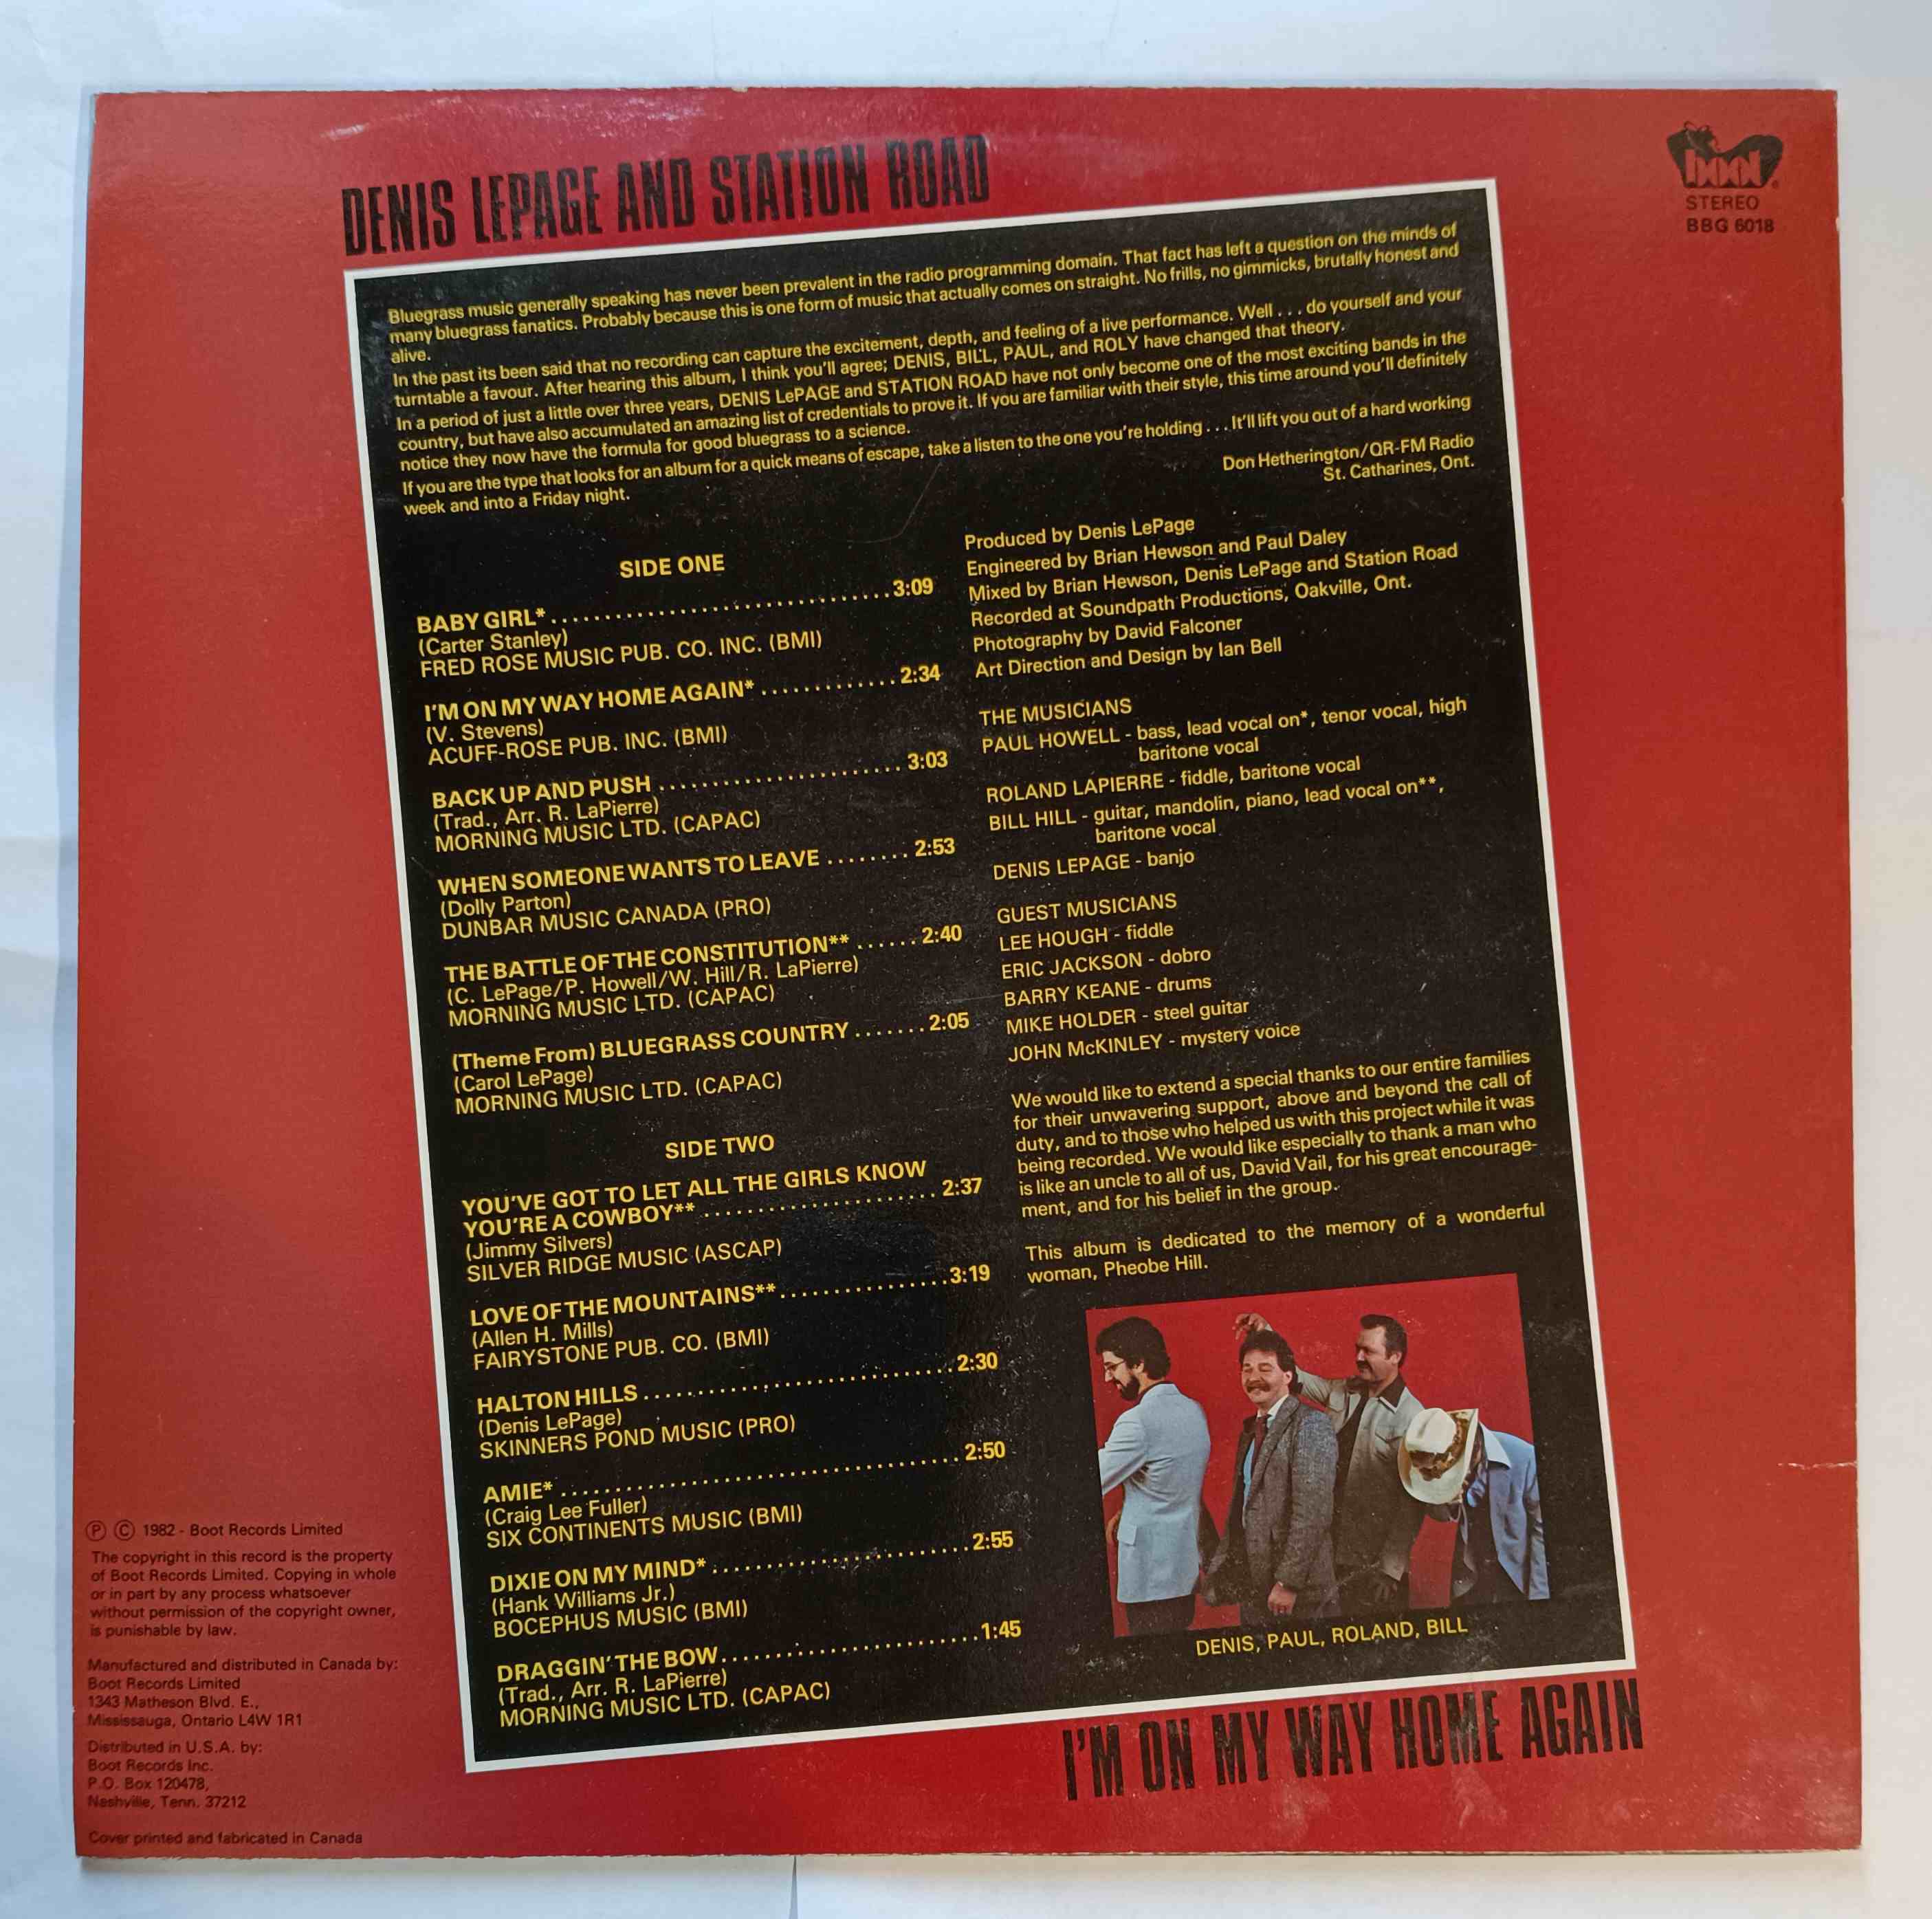 DENIS LEPAGE AND STATION ROAD
boot
STEREO
BBG 6018
Bluegrass music generally speaking has never been prevalent in the radio programming domain. That fact has left a question on the minds of
many bluegrass fanatics. Probably because this is one form of music that actually comes on straight. No frills, no gimmicks, brutally honest and
alive.
In the past its been said that no recording can capture the excitement, depth, and feeling of a live performance. Well . . . do yourself and your
turntable a favour. After hearing this album, I think you'll agree; DENIS, BILL, PAUL, and ROLY have changed that theory.
In a period of just a little over three years, DENIS LePAGE and STATION ROAD have not only become one of the most exciting bands in the
country, but have also accumulated an amazing list of credentials to prove it. If you are familiar with their style, this time around you'll definitely
notice they now have the formula for good bluegrass to a science.
If you are the type that looks for an album for a quick means of escape, take a listen to the one you're holding . . . It'll lift you out of a hard working
week and into a Friday night.
Don Hetherington/QR-FM Radio
St. Catharines, Ont.
SIDE ONE
BABY GIRL* . . . . . . . . . . . . . . . . . . . . . . . . . . . . . . . 3:09
(Carter Stanley)
FRED ROSE MUSIC PUB. CO. INC. (BMI)
I'M ON MY WAY HOME AGAIN* . . . . . . . . . . . . . 2:34
(V. Stevens)
ACUFF-ROSE PUB. INC. (BMI)
BACK UP AND PUSH . . . . . . . . . . . . . . . . . . . . . . 3:03
(Trad., Arr. R. LaPierre)
MORNING MUSIC LTD. (CAPAC)
WHEN SOMEONE WANTS TO LEAVE . . . . . . . . 2:53
(Dolly Parton)
DUNBAR MUSIC CANADA (PRO)
THE BATTLE OF THE CONSTITUTION** . . . . . . 2:40
(C. LePage/P. Howell/W. Hill/R. LaPierre)
MORNING MUSIC LTD. (CAPAC)
(Theme From) BLUEGRASS COUNTRY . . . . . . . 2:05
(Carol LePage)
MORNING MUSIC LTD. (CAPAC)
SIDE TWO
YOU'VE GOT TO LET ALL THE GIRLS KNOW
YOU'RE A COWBOY** . . . . . . . . . . . . . . . . . . . . . 2:37
(Jimmy Silvers)
SILVER RIDGE MUSIC (ASCAP)
LOVE OF THE MOUNTAINS** . . . . . . . . . . . . . . . 3:19
(Allen H. Mills)
FAIRYSTONE PUB. CO. (BMI)
HALTON HILLS . . . . . . . . . . . . . . . . . . . . . . . . . . . 2:30
(Denis LePage)
SKINNERS POND MUSIC (PRO)
AMIE* . . . . . . . . . . . . . . . . . . . . . . . . . . . . . . . . . . . 2:50
(Craig Lee Fuller)
SIX CONTINENTS MUSIC (BMI)
DIXIE ON MY MIND* . . . . . . . . . . . . . . . . . . . . . . 2:55
(Hank Williams Jr.)
BOCEPHUS MUSIC (BMI)
DRAGGIN' THE BOW . . . . . . . . . . . . . . . . . . . . . . 1:45
(Trad., Arr. R. LaPierre)
MORNING MUSIC LTD. (CAPAC)
Produced by Denis LePage
Engineered by Brian Hewson and Paul Daley
Mixed by Brian Hewson, Denis LePage and Station Road
Recorded at Soundpath Productions, Oakville, Ont.
Photography by David Falconer
Art Direction and Design by Ian Bell
THE MUSICIANS
PAUL HOWELL - bass, lead vocal on*, tenor vocal, high
baritone vocal
ROLAND LAPIERRE - fiddle, baritone vocal
BILL HILL - guitar, mandolin, piano, lead vocal on**,
baritone vocal
DENIS LEPAGE - banjo
GUEST MUSICIANS
LEE HOUGH - fiddle
ERIC JACKSON - dobro
BARRY KEANE - drums
MIKE HOLDER - steel guitar
JOHN McKINLEY - mystery voice
We would like to extend a special thanks to our entire families
for their unwavering support, above and beyond the call of
duty, and to those who helped us with this project while it was
being recorded. We would like especially to thank a man who
is like an uncle to all of us, David Vail, for his great encourage-
ment, and for his belief in the group.
This album is dedicated to the memory of a wonderful
woman, Pheobe Hill.
DENIS, PAUL, ROLAND, BILL
I'M ON MY WAY HOME AGAIN
Ⓟ © 1982 - Boot Records Limited
The copyright in this record is the property
of Boot Records Limited. Copying in whole
or in part by any process whatsoever
without permission of the copyright owner,
is punishable by law.
Manufactured and distributed in Canada by:
Boot Records Limited
1343 Matheson Blvd. E.,
Mississauga, Ontario L4W 1R1
Distributed in U.S.A. by:
Boot Records Inc.
P.O. Box 120478,
Nashville, Tenn. 37212
Cover printed and fabricated in Canada